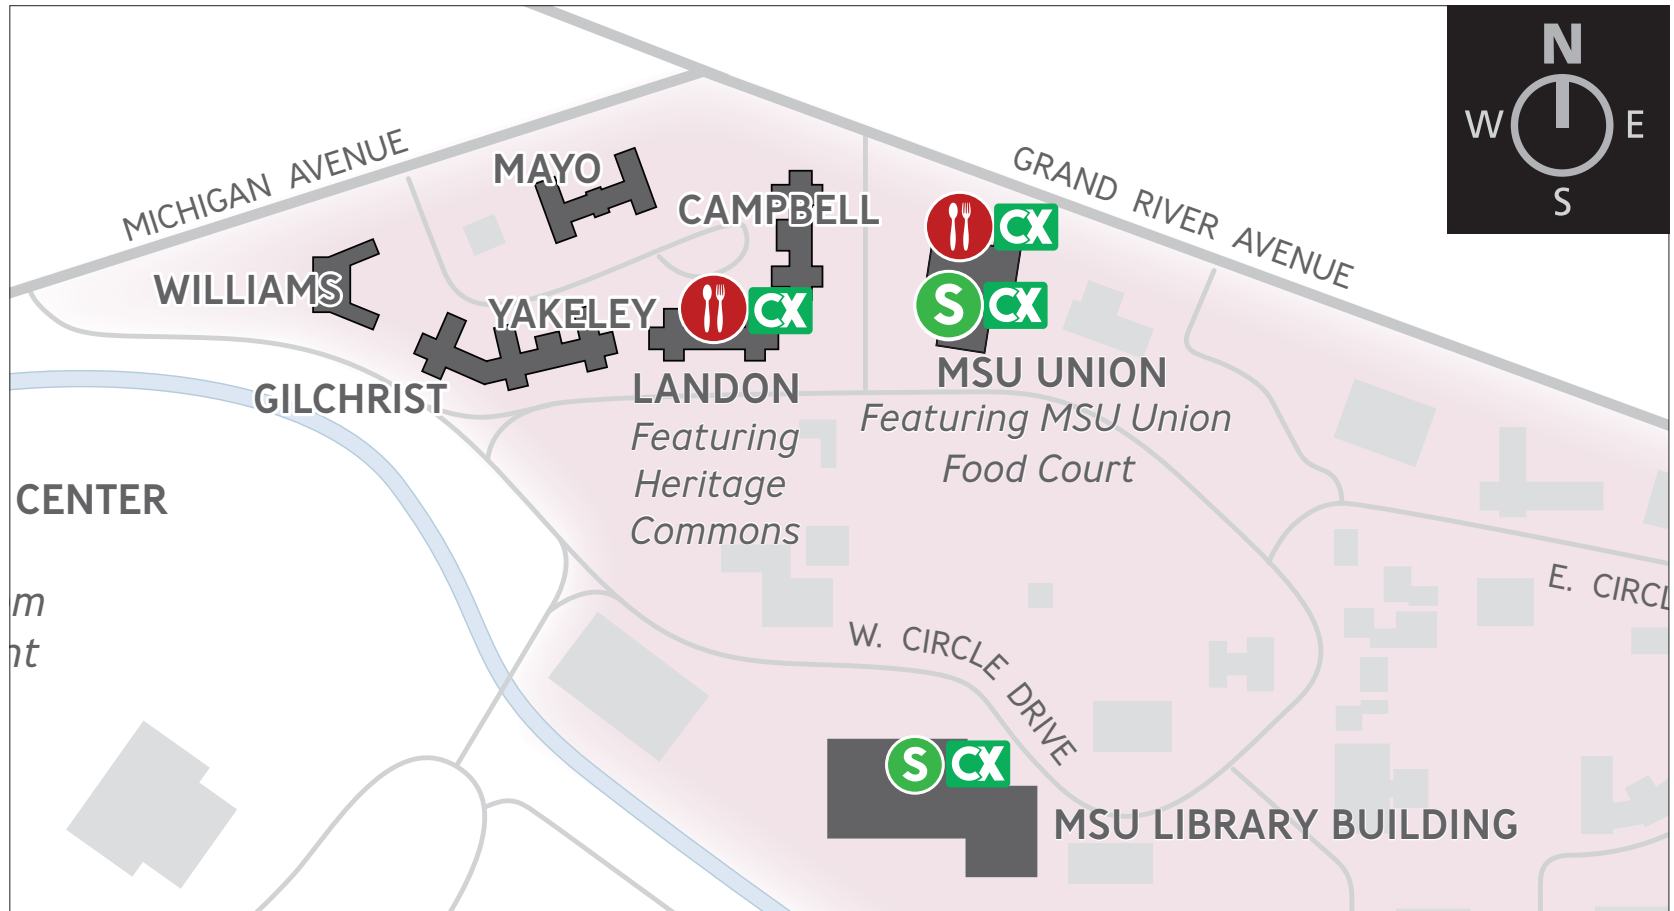 N
W E
S
MICHIGAN AVENUE
GRAND RIVER AVENUE
MAYO
CAMPBELL
CX
WILLIAMS
YAKELEY
CX
S CX
GILCHRIST
LANDON
Featuring
Heritage
Commons
MSU UNION
Featuring MSU Union
Food Court
CENTER
m
nt
E. CIRCL
W. CIRCLE DRIVE
S CX
MSU LIBRARY BUILDING